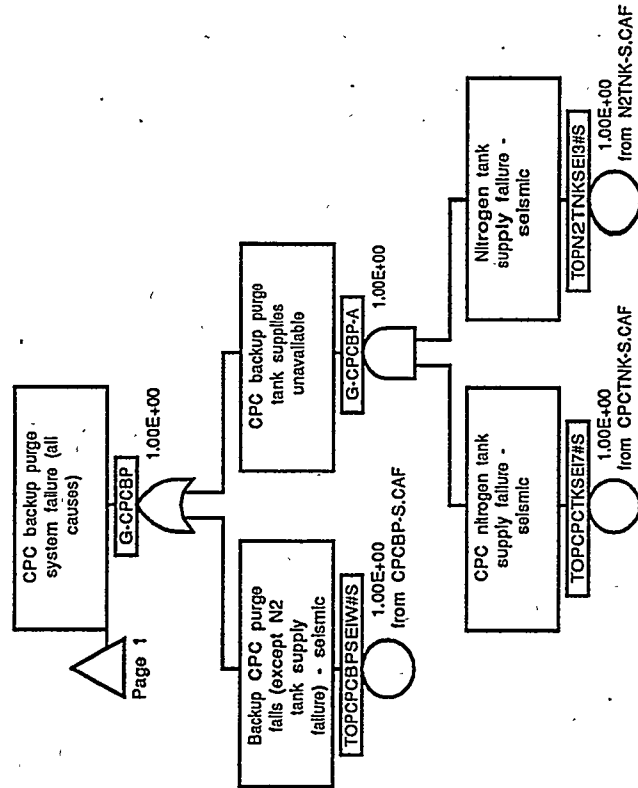 CPC backup purge
system failure (all
causes)
G-CPCBP
1.00E+00
Page 1
Backup CPC purge
fails (except N2
tank supply
failure) - seismic
TOPCPCBPSEIW#S
1.00E+00
from CPCBP-S.CAF
CPC backup purge
tank supplies
unavailable
G-CPCBP-A
1.00E+00
CPC nitrogen tank
supply failure -
seismic
TOPCPCTKSEI7#S
1.00E+00
from CPCTNK-S.CAF
Nitrogen tank
supply failure -
seismic
TOPN2TNKSEI3#S
1.00E+00
from N2TNK-S.CAF